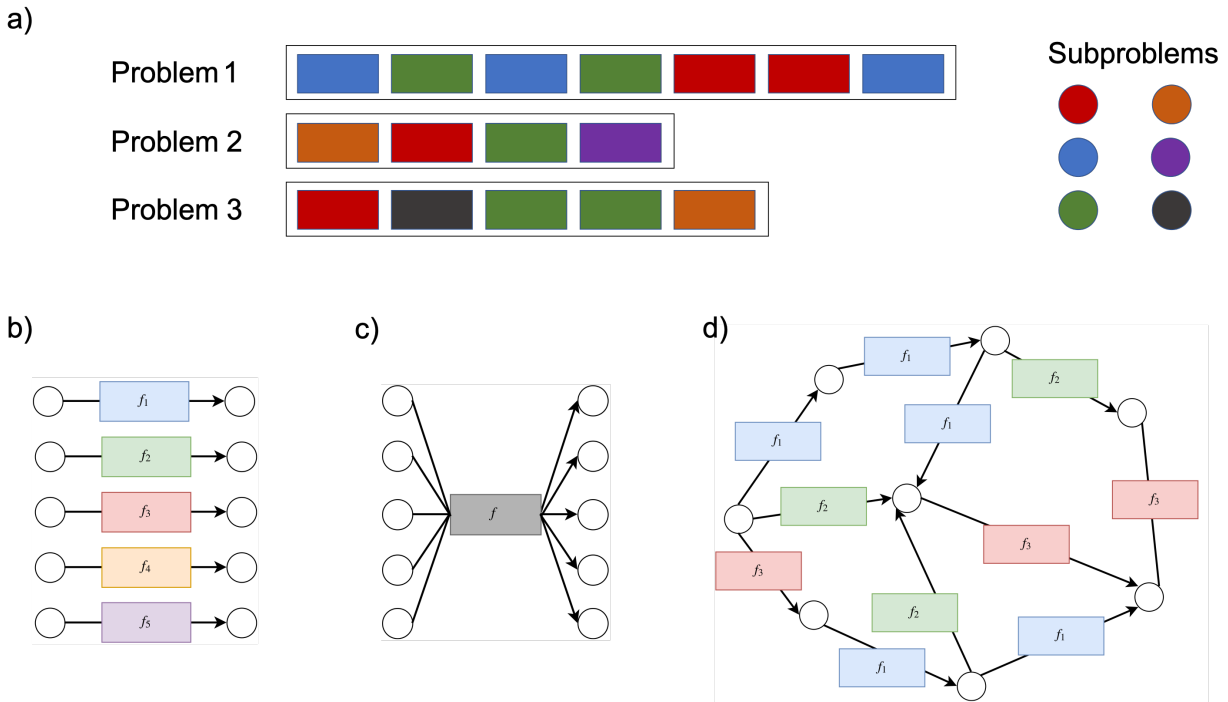 a)
Problem 1
Subproblems
Problem 2
Problem 3
b)
c)
d)
f₁
f₂
f₃
f₄
f₅
f
f₁
f₂
f₁
f₁
f₂
f₃
f₃
f₃
f₂
f₁
f₁